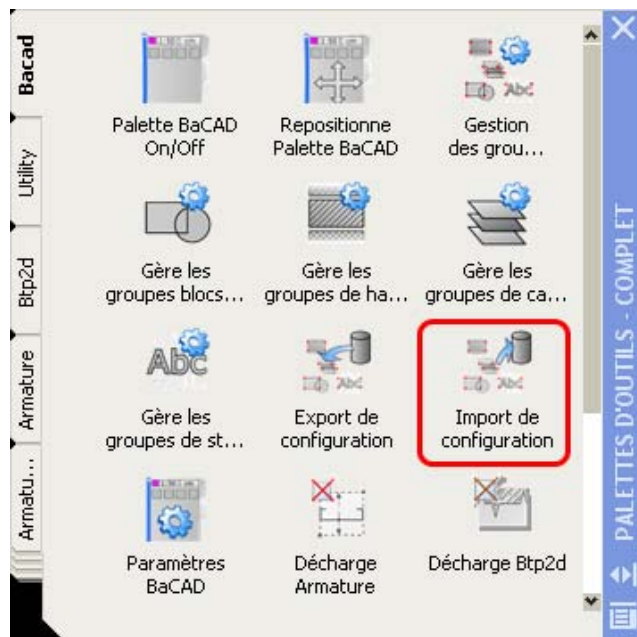 Bacad
Utility
Btp2d
Armature
Armatu...
Palette BaCAD
On/Off
Repositionne
Palette BaCAD
Gestion
des grou...
Gère les
groupes blocs...
Gère les
groupes de ha...
Gère les
groupes de ca...
Abc
Gère les
groupes de st...
Export de
configuration
Import de
configuration
Paramètres
BaCAD
Décharge
Armature
Décharge Btp2d
PALETTES D'OUTILS - COMPLET